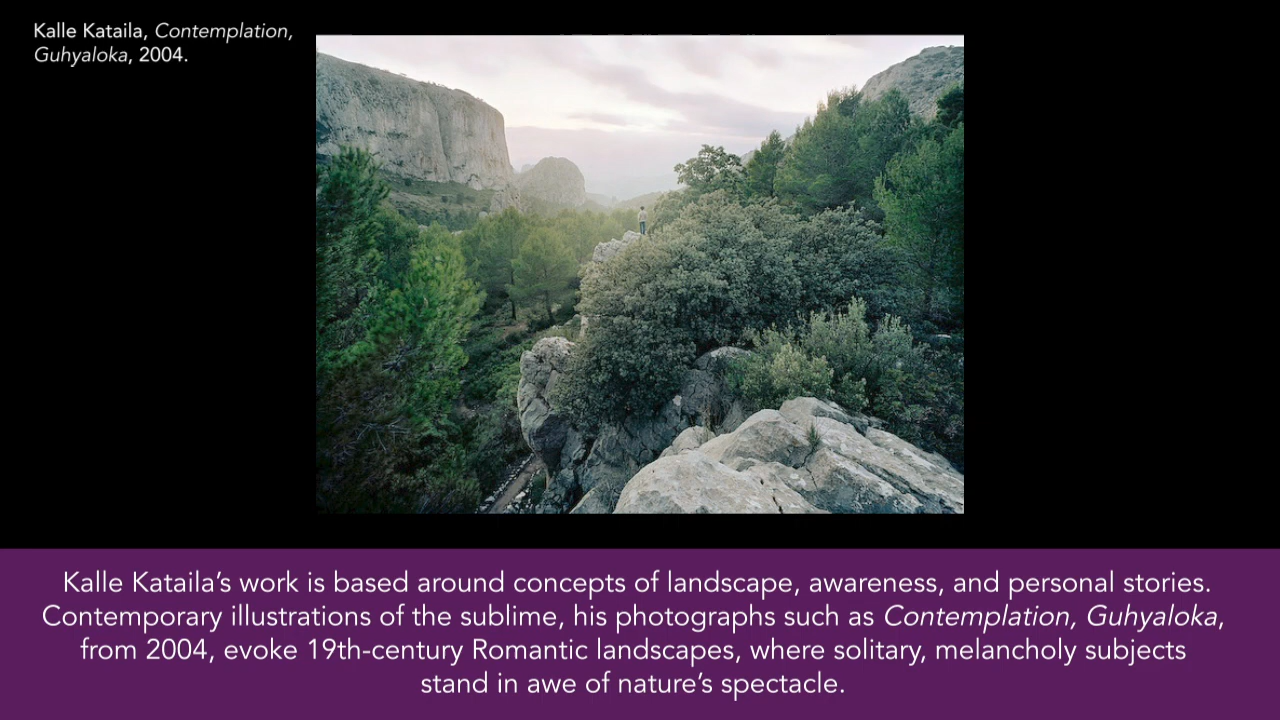 Kalle Kataila, Contemplation,
Guhyaloka, 2004.
Kalle Kataila’s work is based around concepts of landscape, awareness, and personal stories.
Contemporary illustrations of the sublime, his photographs such as Contemplation, Guhyaloka,
from 2004, evoke 19th-century Romantic landscapes, where solitary, melancholy subjects
stand in awe of nature’s spectacle.